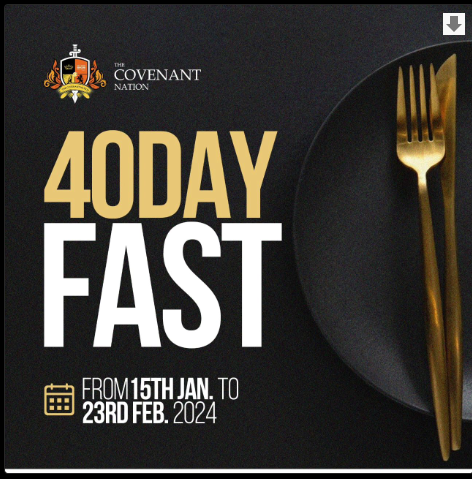 THE
COVENANT
NATION
40DAY
FAST
FROM 15TH JAN. TO
23RD FEB. 2024